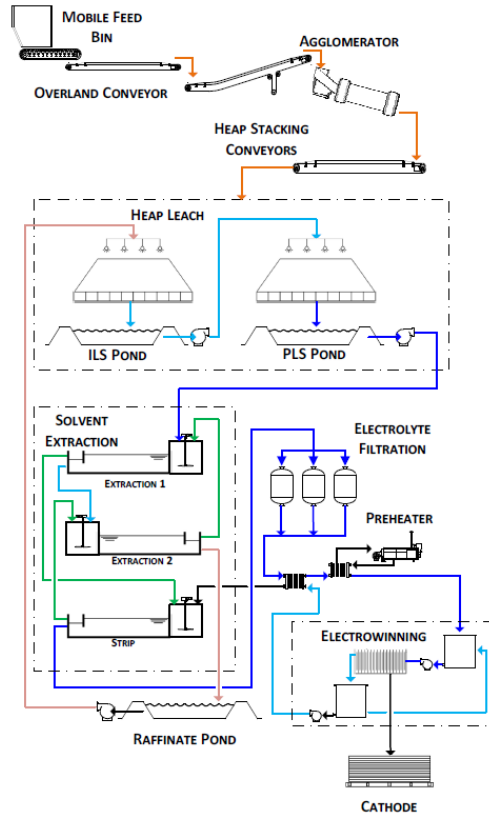 MOBILE FEED
BIN
OVERLAND CONVEYOR
AGGLOMERATOR
HEAP STACKING
CONVEYORS
HEAP LEACH
ILS POND
PLS POND
SOLVENT
EXTRACTION
EXTRACTION 1
EXTRACTION 2
STRIP
ELECTROLYTE
FILTRATION
PREHEATER
ELECTROWINNING
RAFFINATE POND
CATHODE